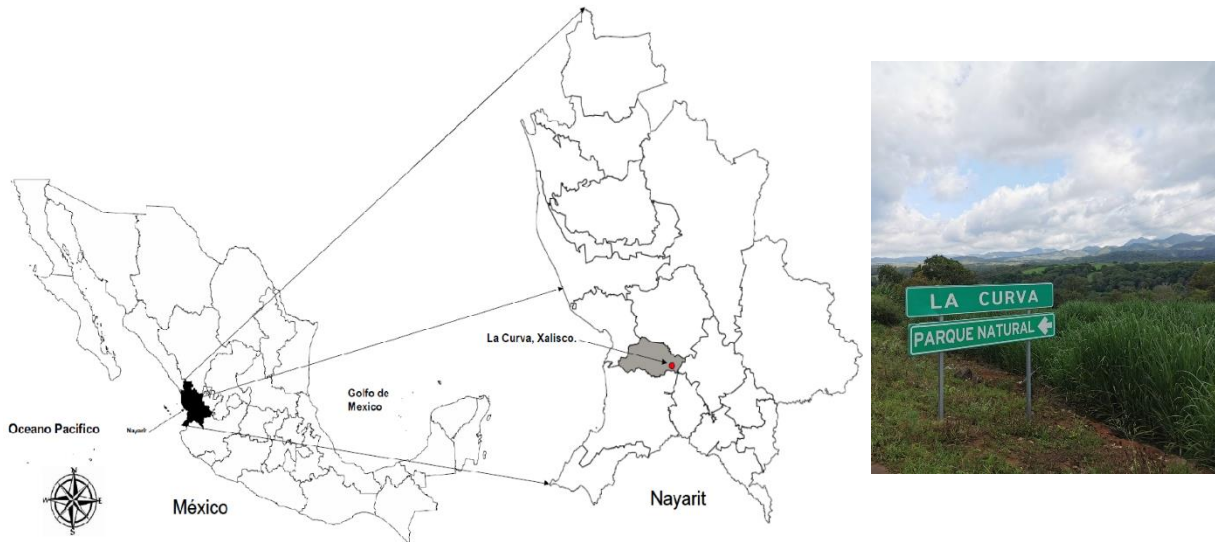 La Curva, Xalisco.
Golfo de
Mexico
Oceano Pacifico
Nayarit
N
W
E
S
México
Nayarit
LA CURVA
PARQUE NATURAL